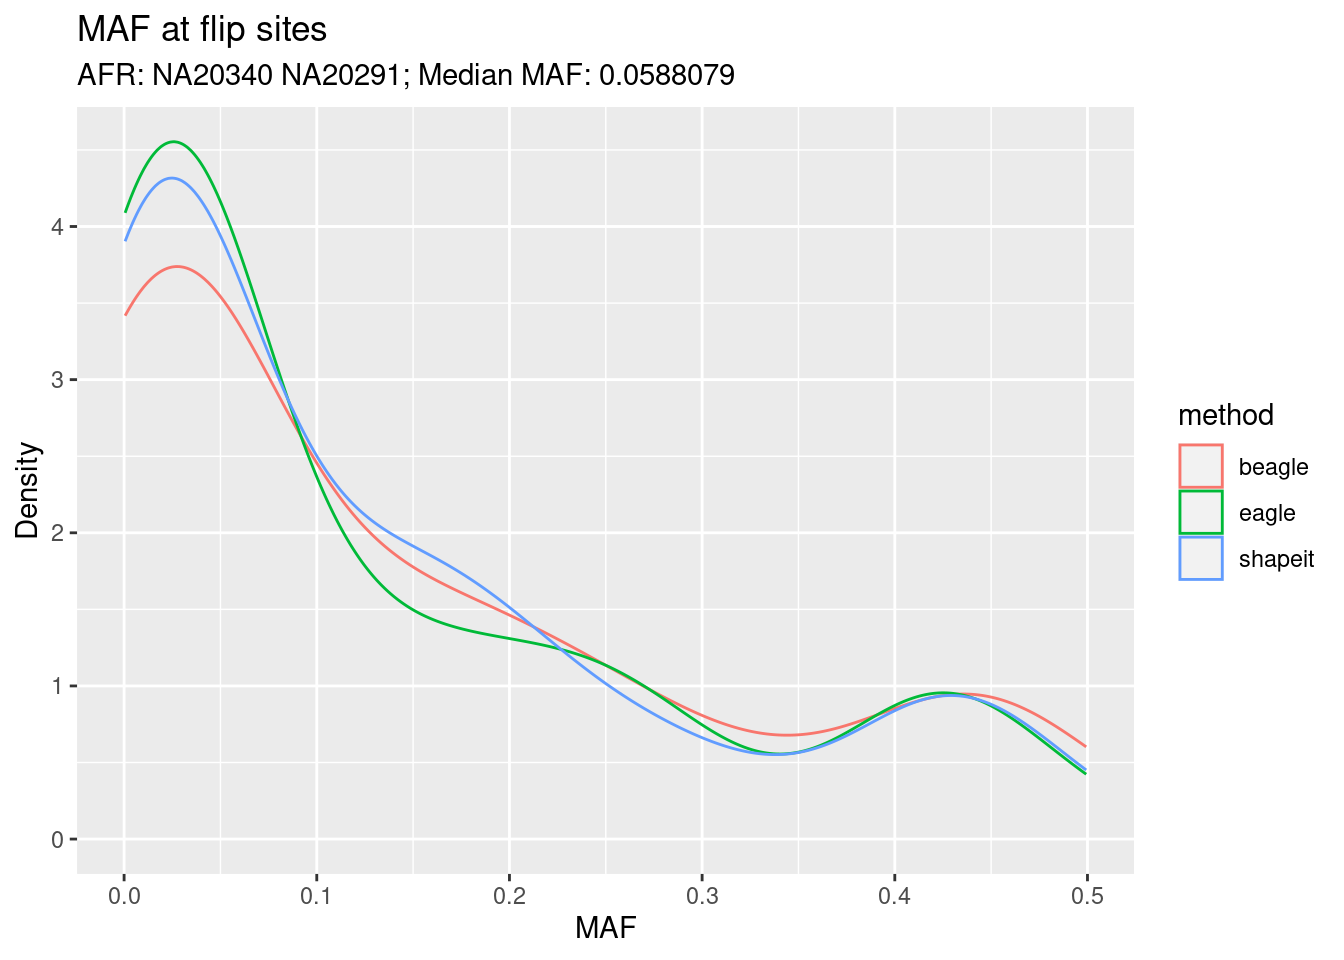 MAF at flip sites
AFR: NA20340 NA20291; Median MAF: 0.0588079
4
3
2
1
0
Density
0.0 0.1 0.2 0.3 0.4 0.5
MAF
method
beagle
eagle
shapeit